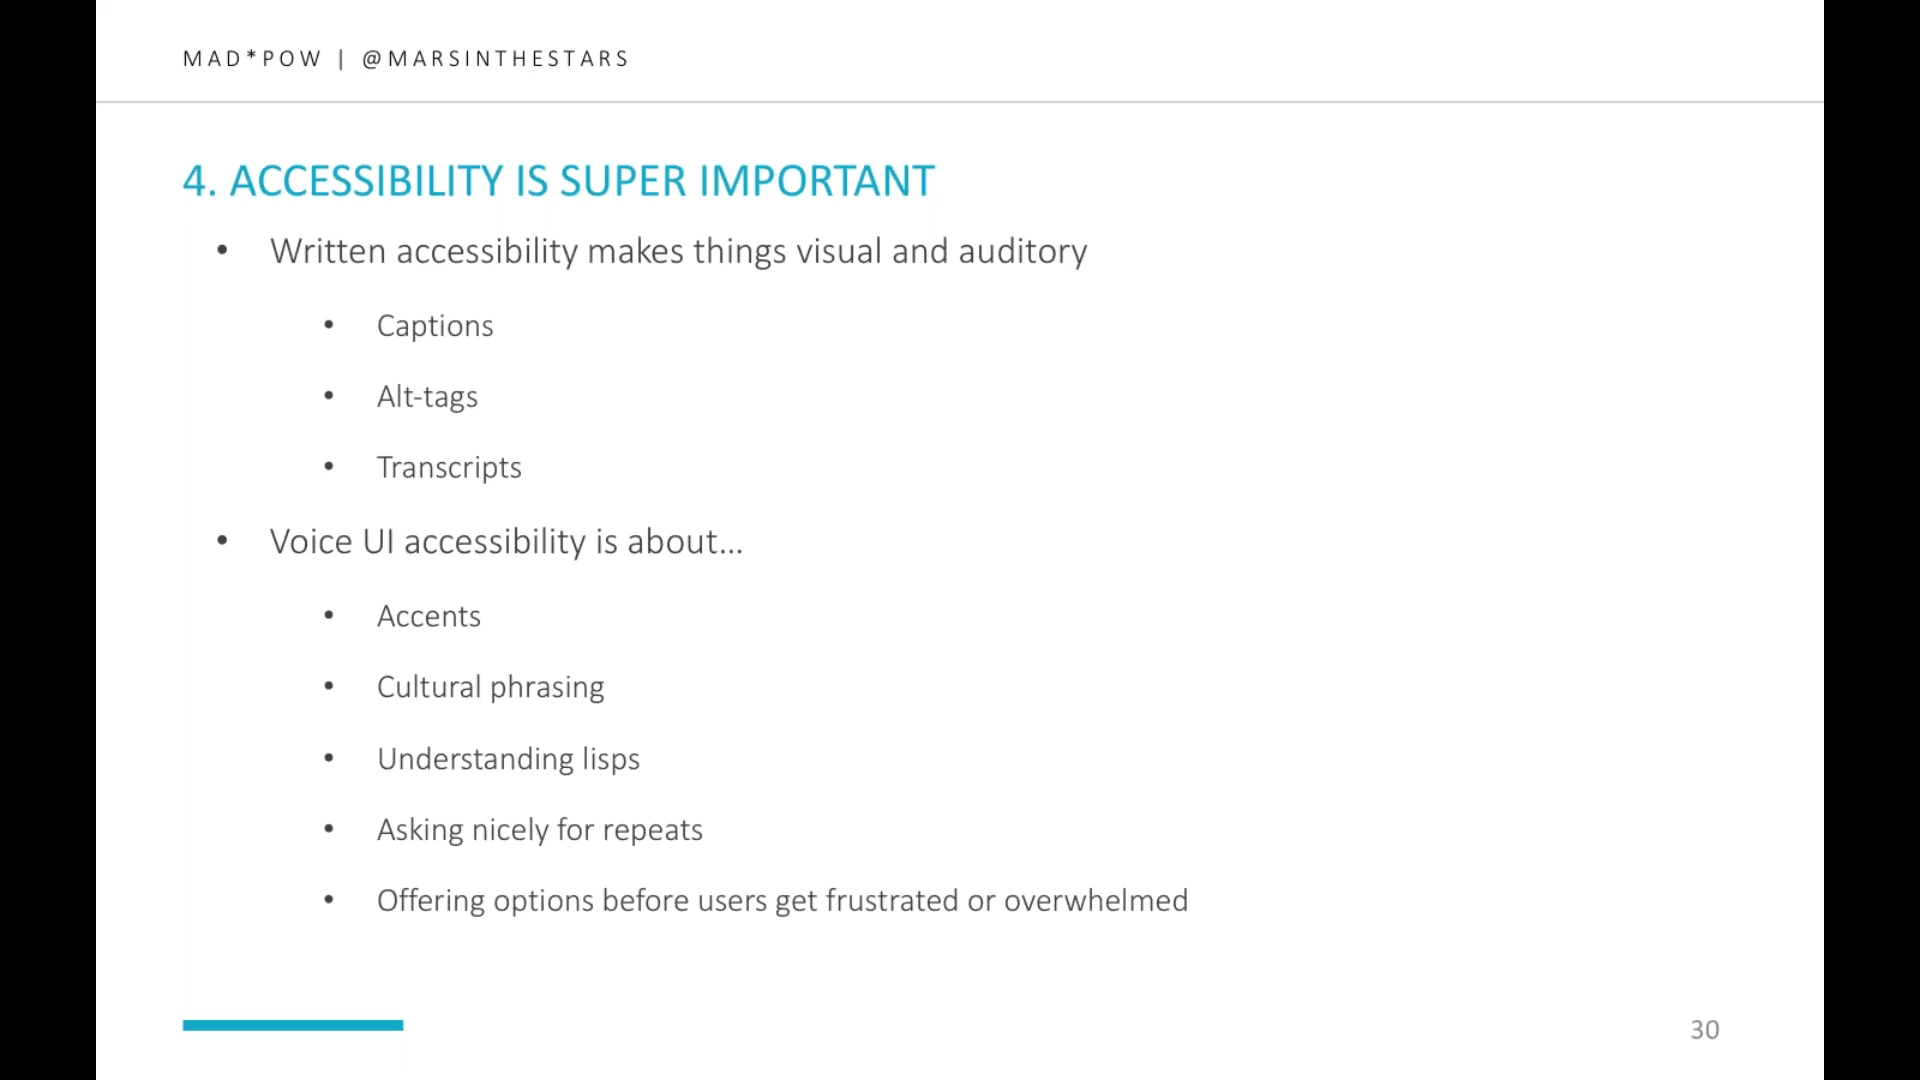 MAD*POW | @MARSINTHESTARS
4. ACCESSIBILITY IS SUPER IMPORTANT
• Written accessibility makes things visual and auditory
• Captions
• Alt-tags
• Transcripts
• Voice UI accessibility is about...
• Accents
• Cultural phrasing
• Understanding lisps
• Asking nicely for repeats
• Offering options before users get frustrated or overwhelmed
30